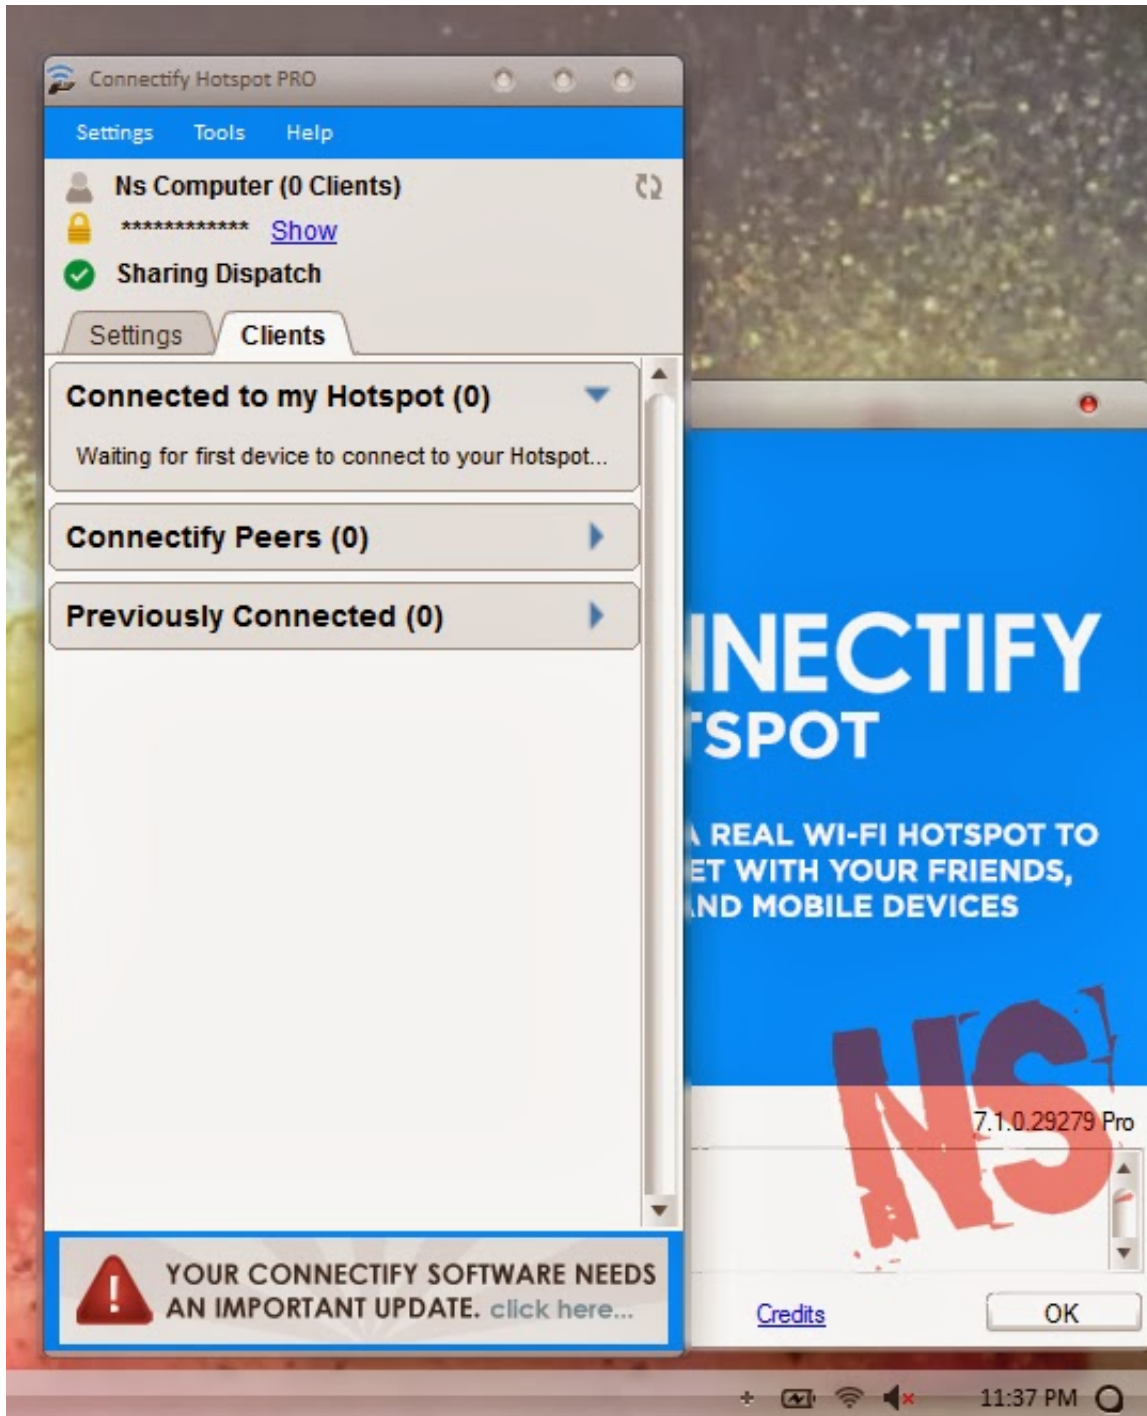 Connectify Hotspot PRO
Settings Tools Help
Ns Computer (0 Clients)
************ Show
Sharing Dispatch
Settings Clients
Connected to my Hotspot (0)
Waiting for first device to connect to your Hotspot...
Connectify Peers (0)
Previously Connected (0)
YOUR CONNECTIFY SOFTWARE NEEDS
AN IMPORTANT UPDATE. click here...
NNECTIFY
TSPOT
A REAL WI-FI HOTSPOT TO
ET WITH YOUR FRIENDS,
AND MOBILE DEVICES
NS
7.1.0.29279 Pro
Credits OK
11:37 PM